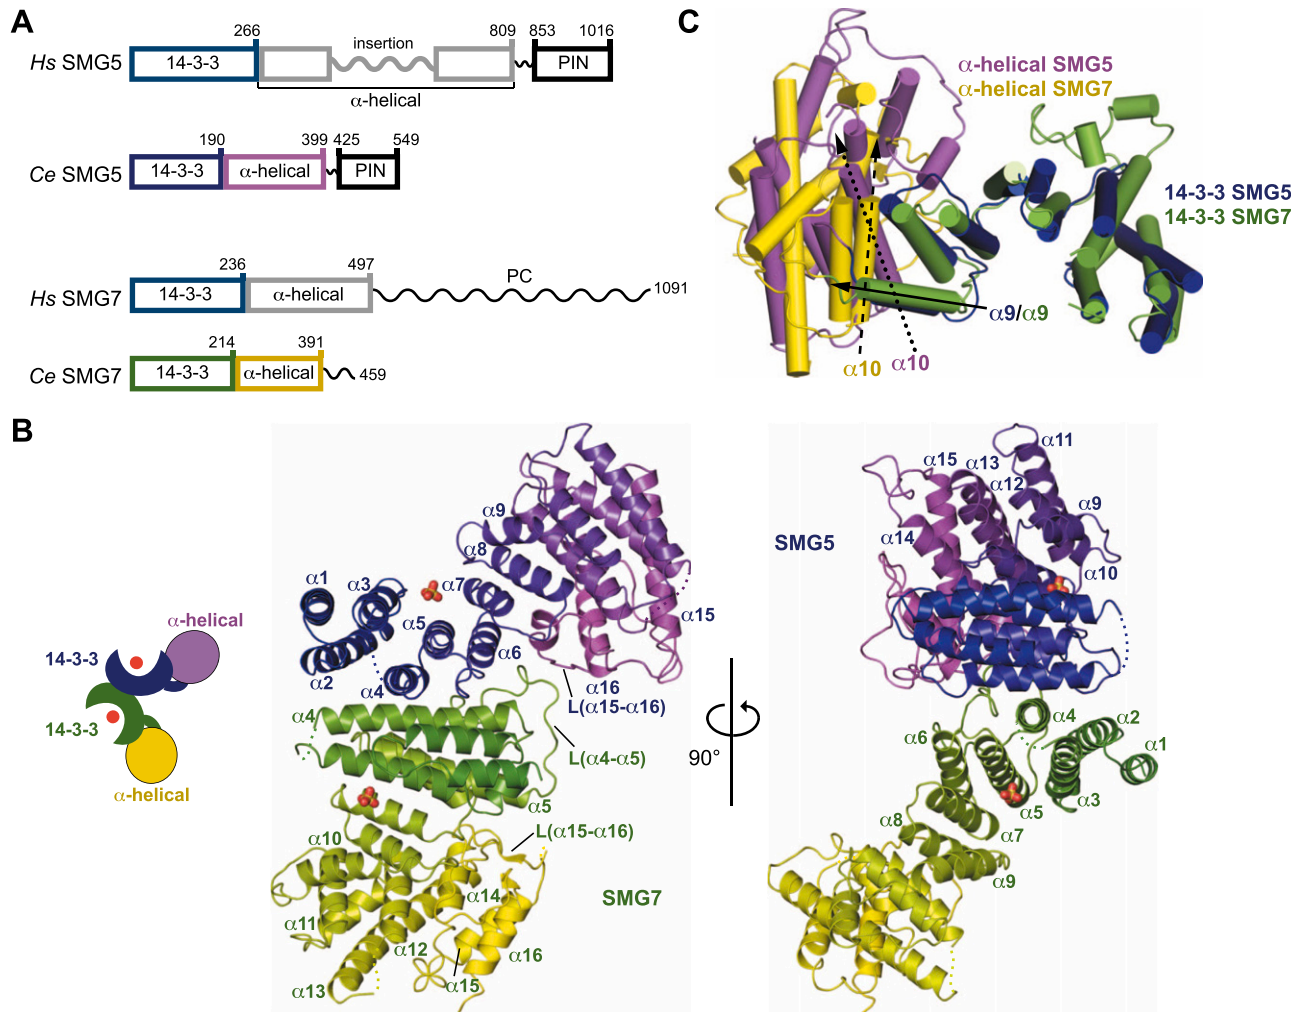 A
266
insertion
809
853
1016
Hs SMG5
14-3-3
PIN
α-helical
190
399
425
549
Ce SMG5
14-3-3
α-helical
PIN
236
497
Hs SMG7
14-3-3
α-helical
PC
1091
214
391
Ce SMG7
14-3-3
α-helical
459
C
α-helical SMG5
α-helical SMG7
14-3-3 SMG5
14-3-3 SMG7
α9/α9
α10
α10
B
α-helical
14-3-3
14-3-3
α-helical
α9
α8
α1
α3
α7
α5
α15
α6
α2
α4
α16
L(α15-α16)
α4
L(α4-α5)
α5
α10
L(α15-α16)
α14
SMG7
α11
α12
α16
α15
α13
90°
α11
α15
α13
α12
α9
SMG5
α14
α10
α4
α2
α6
α1
α5
α3
α8
α7
α9